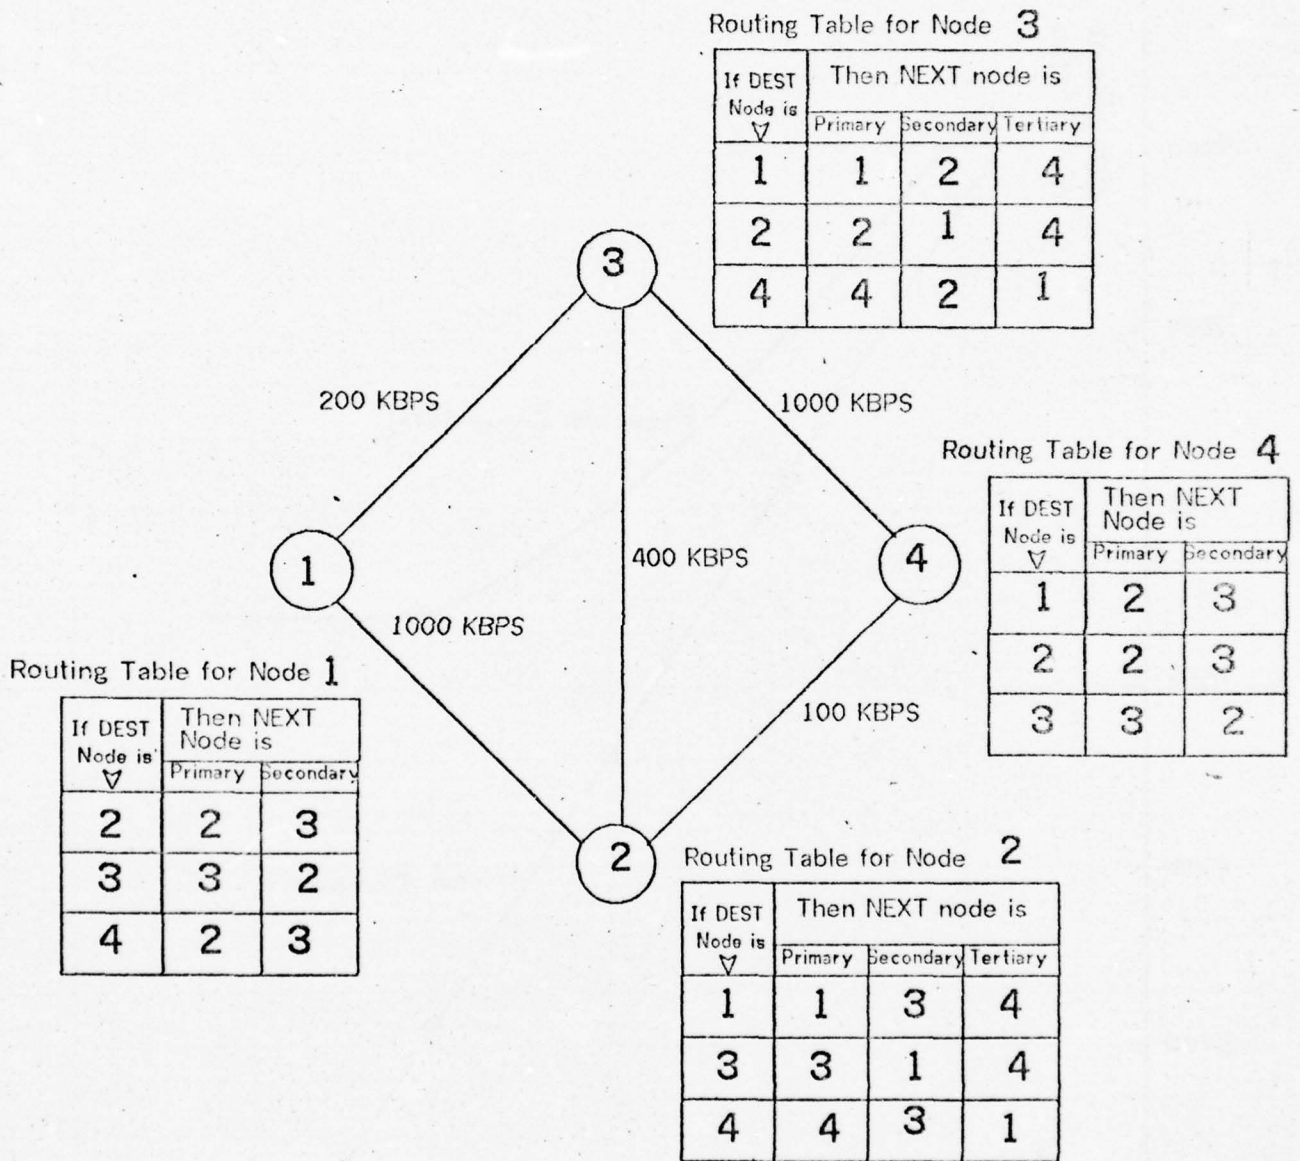 Routing Table for Node 3
If DEST Node is
Then NEXT node is
Primary Secondary Tertiary
1 1 2 4
2 2 1 4
4 4 2 1
3
200 KBPS
1000 KBPS
Routing Table for Node 4
If DEST Node is
Then NEXT Node is
Primary Secondary
1 2 3
2 2 3
3 3 2
1
400 KBPS
4
1000 KBPS
100 KBPS
Routing Table for Node 1
If DEST Node is
Then NEXT Node is
Primary Secondary
2 2 3
3 3 2
4 2 3
2
Routing Table for Node 2
If DEST Node is
Then NEXT node is
Primary Secondary Tertiary
1 1 3 4
3 3 1 4
4 4 3 1